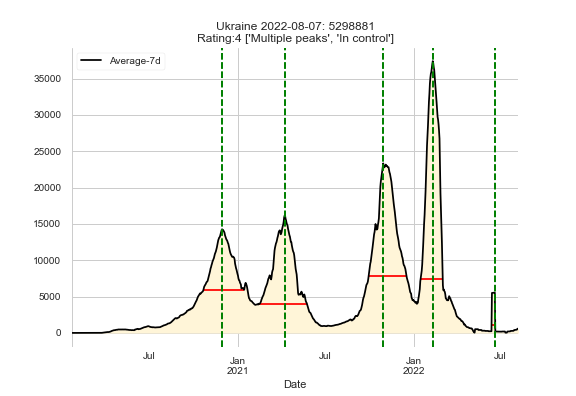 Ukraine 2022-08-07: 5298881
Rating:4 ['Multiple peaks', 'In control']
Average-7d
35000
30000
25000
20000
15000
10000
5000
0
Jul
Jan
2021
Jul
Jan
2022
Jul
Date